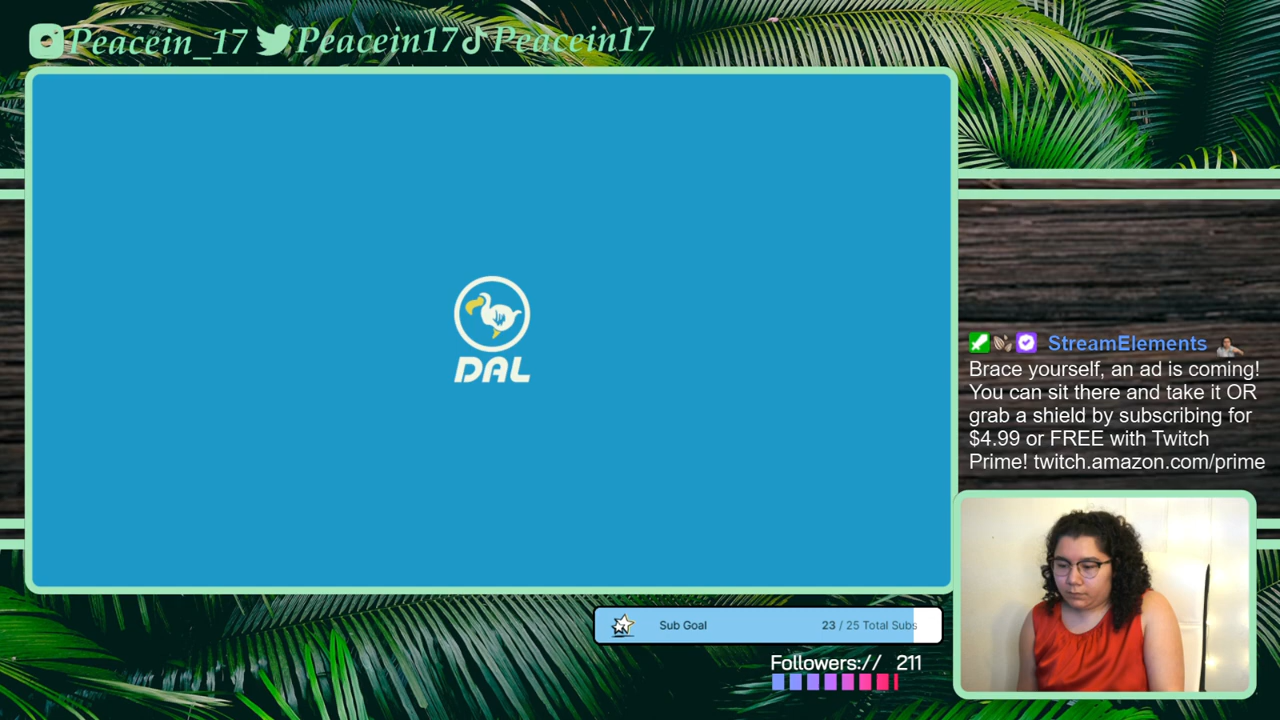 Peacein_17 Peacein17 Peacein17
DAL
StreamElements
Brace yourself, an ad is coming!
You can sit there and take it OR
grab a shield by subscribing for
$4.99 or FREE with Twitch
Prime! twitch.amazon.com/prime
Sub Goal 23 / 25 Total Subs
Followers:// 211